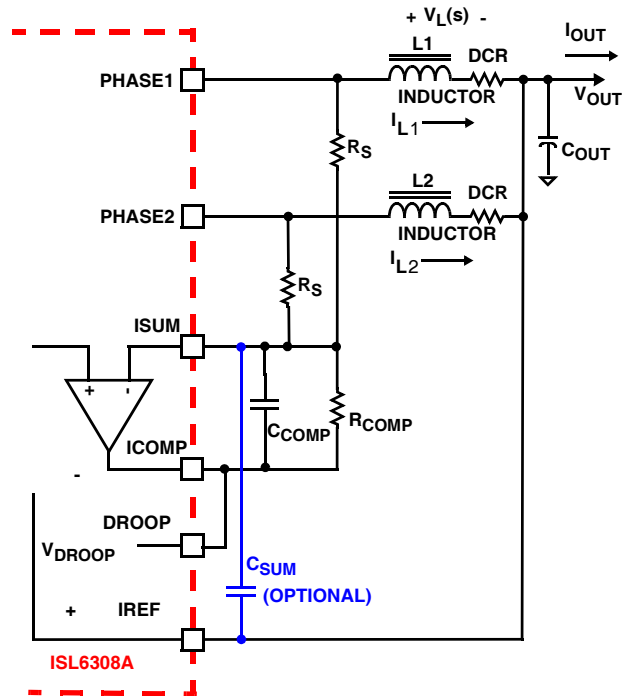 + VL(s) -
IOUT
L1
DCR
PHASE1
INDUCTOR
VOUT
IL1
COUT
RS
L2
DCR
PHASE2
INDUCTOR
IL2
RS
ISUM
+ -
CCOMP
RCOMP
ICOMP
-
DROOP
VDROOP
CSUM
(OPTIONAL)
+ IREF
ISL6308A